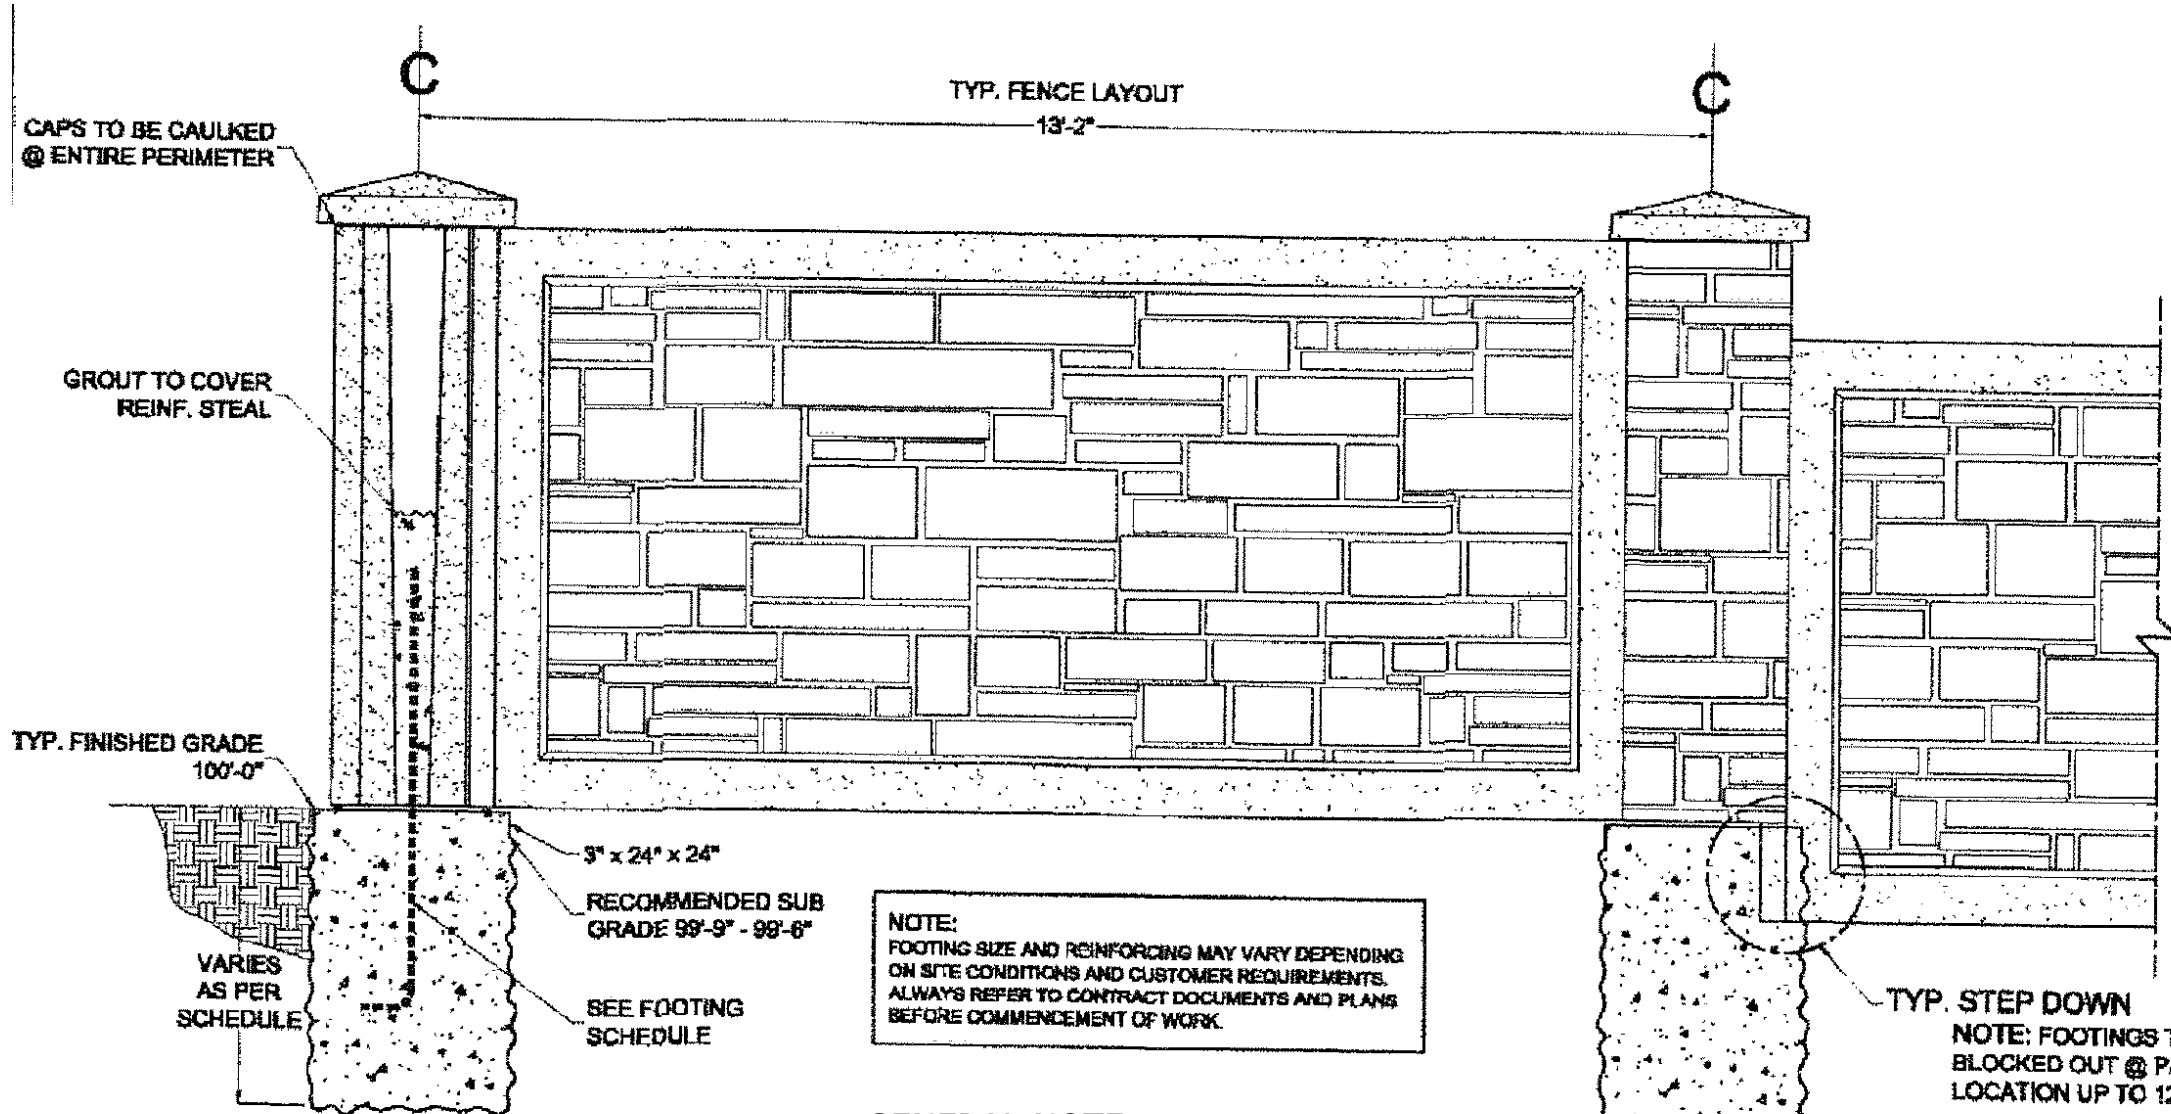 C
C
TYP. FENCE LAYOUT
13'-2"
CAPS TO BE CAULKED
@ ENTIRE PERIMETER
GROUT TO COVER
REINF. STEAL
TYP. FINISHED GRADE
100'-0"
3" x 24" x 24"
RECOMMENDED SUB
GRADE 99'-9" - 99'-6"
VARIES
AS PER
SCHEDULE
SEE FOOTING
SCHEDULE
NOTE:
FOOTING SIZE AND REINFORCING MAY VARY DEPENDING
ON SITE CONDITIONS AND CUSTOMER REQUIREMENTS.
ALWAYS REFER TO CONTRACT DOCUMENTS AND PLANS
BEFORE COMMENCEMENT OF WORK.
TYP. STEP DOWN
NOTE: FOOTINGS
BLOCKED OUT @
LOCATION UP TO